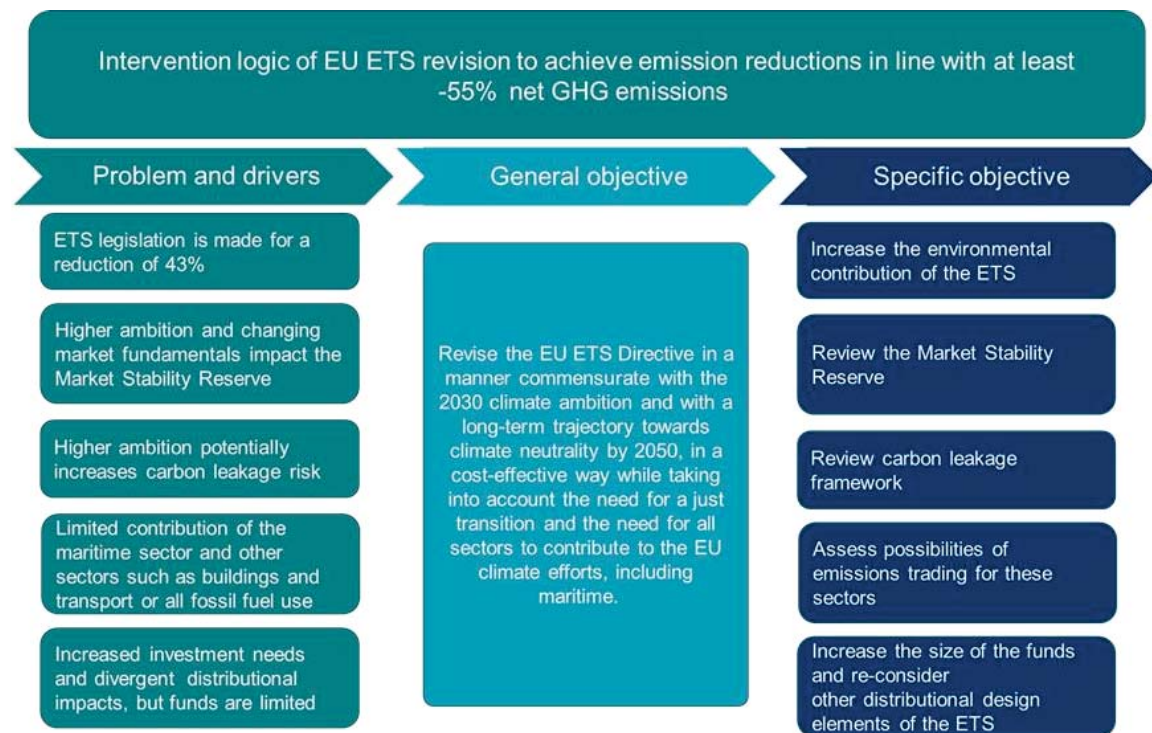 Intervention logic of EU ETS revision to achieve emission reductions in line with at least
-55% net GHG emissions
Problem and drivers
General objective
Specific objective
ETS legislation is made for a
reduction of 43%
Higher ambition and changing
market fundamentals impact the
Market Stability Reserve
Higher ambition potentially
increases carbon leakage risk
Limited contribution of the
maritime sector and other
sectors such as buildings and
transport or all fossil fuel use
Increased investment needs
and divergent distributional
impacts, but funds are limited
Revise the EU ETS Directive in a
manner commensurate with the
2030 climate ambition and with a
long-term trajectory towards
climate neutrality by 2050, in a
cost-effective way while taking
into account the need for a just
transition and the need for all
sectors to contribute to the EU
climate efforts, including
maritime.
Increase the environmental
contribution of the ETS
Review the Market Stability
Reserve
Review carbon leakage
framework
Assess possibilities of
emissions trading for these
sectors
Increase the size of the funds
and re-consider
other distributional design
elements of the ETS